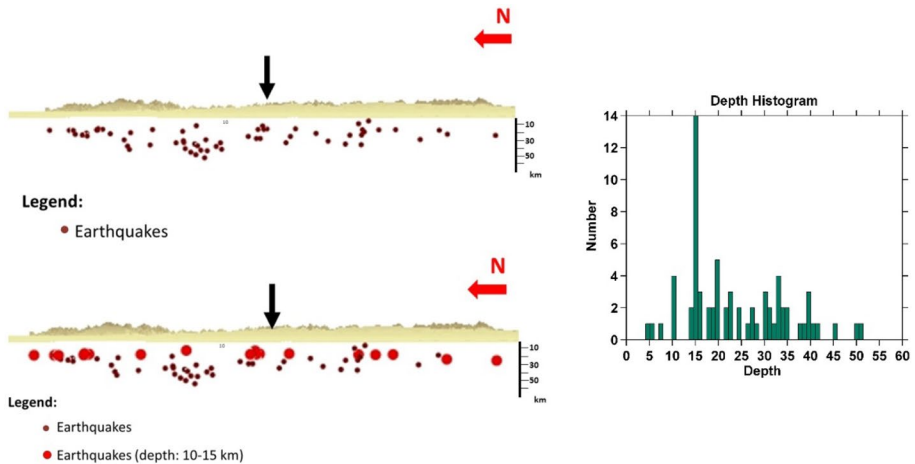 N
10
10
30
50
km
Legend:
Earthquakes
N
10
10
30
50
km
Legend:
Earthquakes
Earthquakes (depth: 10-15 km)
Depth Histogram
14
12
10
8
6
4
2
0
Number
0 5 10 15 20 25 30 35 40 45 50 55 60
Depth